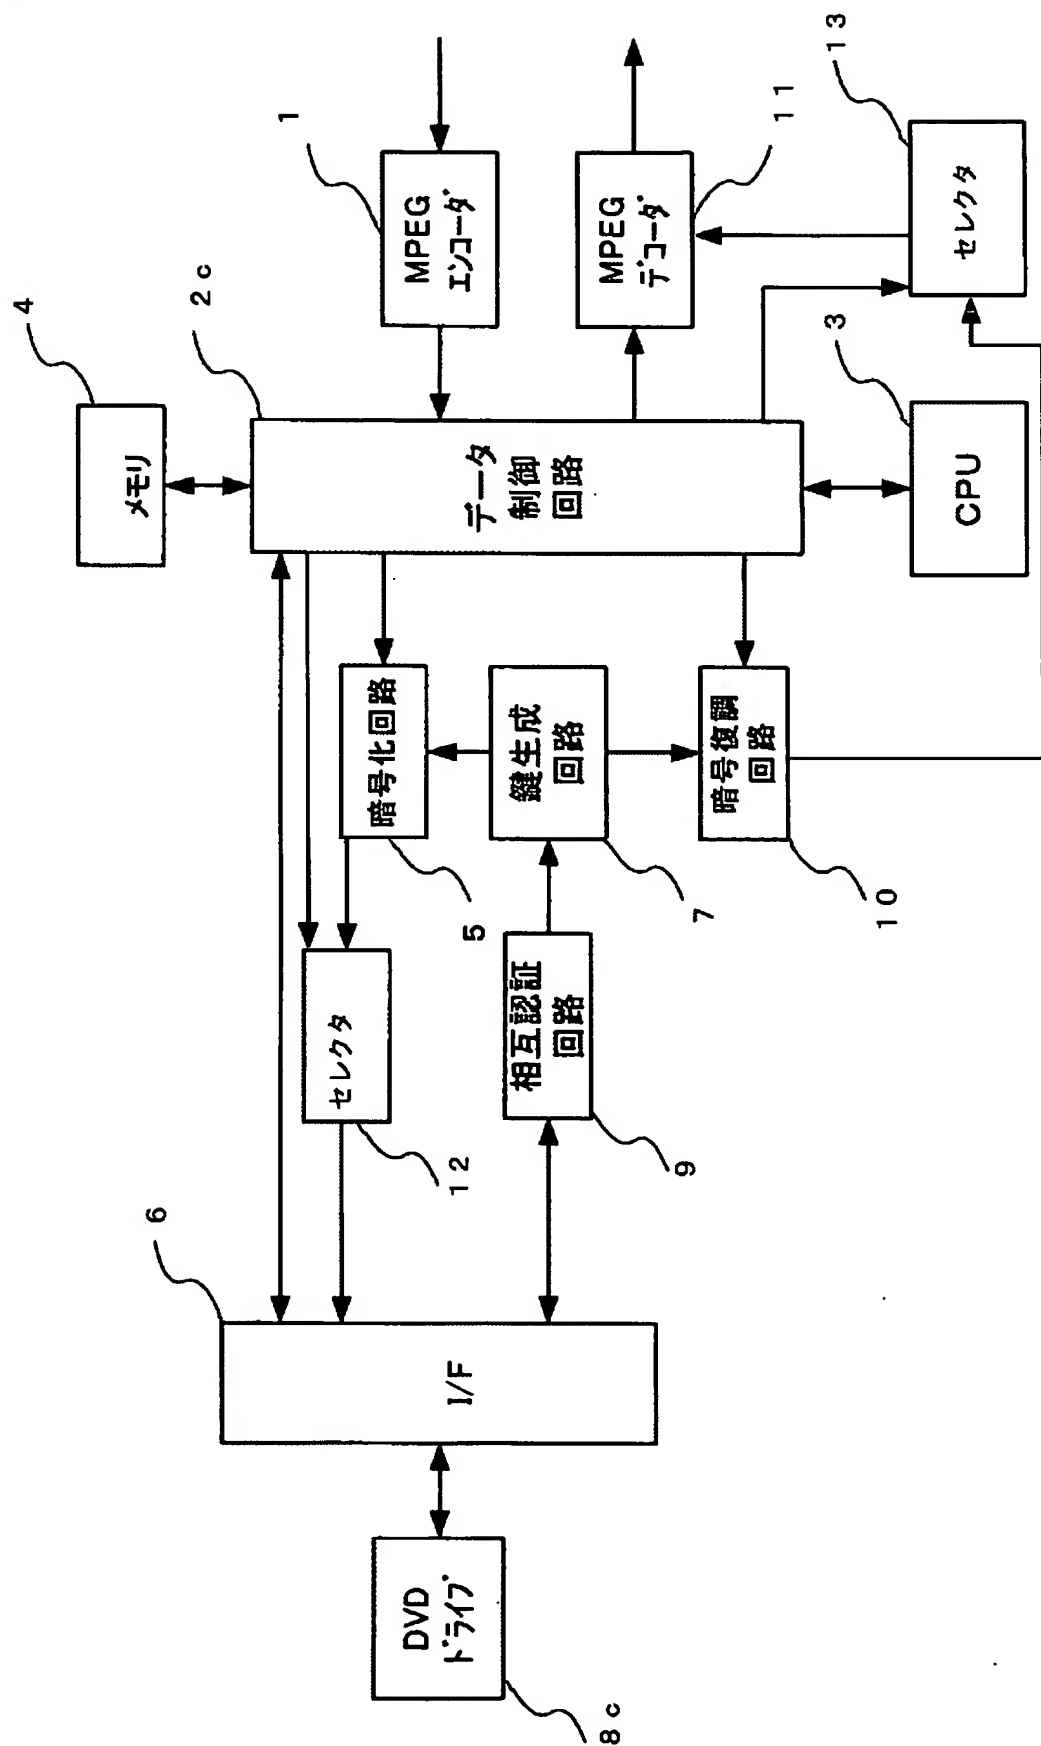 8c
DVD
ドライブ
6
I/F
12
セレクタ
9
相互認証
回路
5
暗号化回路
7
鍵生成
回路
10
暗号復調
回路
4
メモリ
2c
データ
制御
回路
3
CPU
1
MPEG
エンコーダ
11
MPEG
デコーダ
13
セレクタ